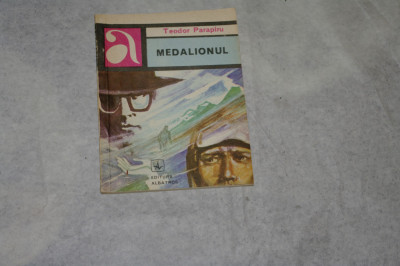 a
Teodor Parapiru
MEDALIONUL
EDITURA
ALBATROS